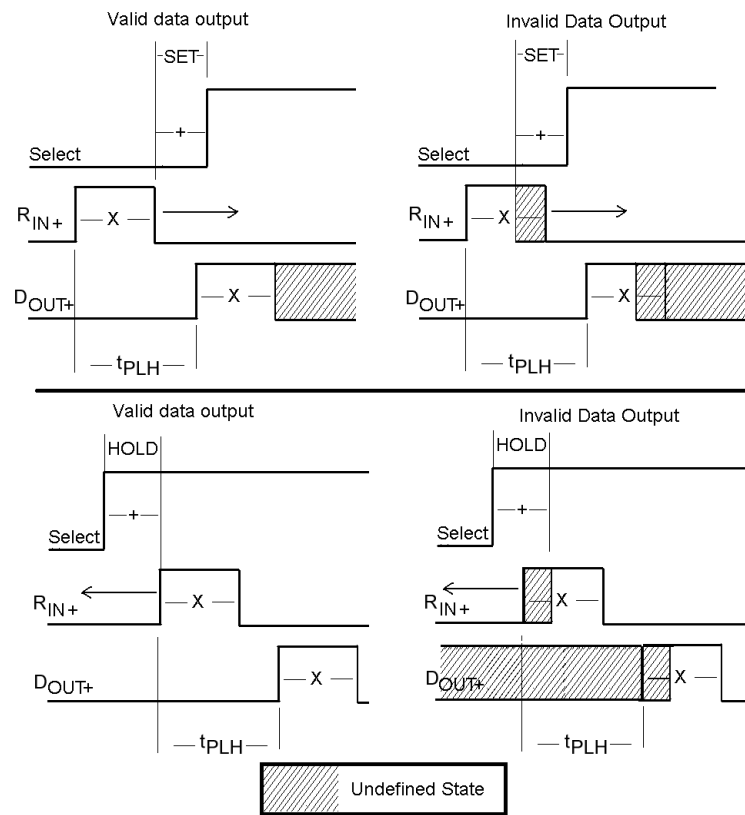 Valid data output
SET
+
Select
RIN+
X
DOUT+
X
tPLH
Invalid Data Output
SET
+
Select
RIN+
X
DOUT+
X
tPLH
Valid data output
HOLD
+
Select
RIN+
X
DOUT+
X
tPLH
Invalid Data Output
HOLD
+
Select
RIN+
X
DOUT+
X
tPLH
Undefined State